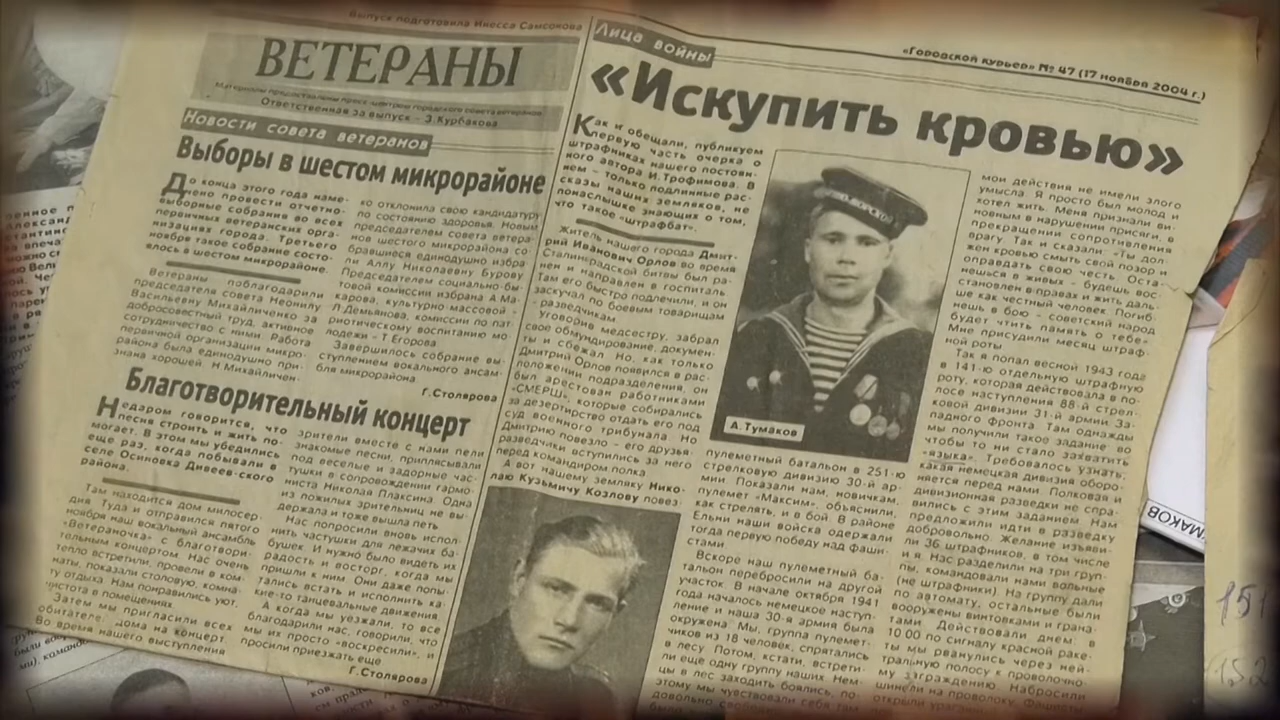 Выпуск подготовила Инесса Самсонова
ВЕТЕРАНЫ
Материалы предоставлены пресс-центром городского совета ветеранов
Ответственная за выпуск – З.Курбакова
Новости совета ветеранов
Выборы в шестом микрорайоне
До конца этого года наме-
чено провести отчетно-
выборные собрания во всех
первичных ветеранских орга-
низациях города. Третьего
ноября такое собрание состо-
ялось в шестом микрорайоне.
Ветераны поблагодарили
председателя совета Неонилу
Васильевну Михайличенко за
добросовестный труд, активное
сотрудничество с ними Работа
первичной организации микро-
района была единодушно при-
знана хорошей. Н Михайличен-
ко отклонила свою кандидатуру
по состоянию здоровья. Новым
председателем совета ветера-
нов шестого микрорайона со-
бравшиеся единодушно избра-
ли Аллу Николаевну Бурову
Председателем социально-бы-
товой комиссии избрана А.Ма-
карова, культурно-массовой –
Л.Демьянова, комиссии по пат-
риотическому воспитанию мо-
лодежи - Т Егорова
Завершилось собрание вы-
ступлением вокального ансам-
бля микрорайона
Г.Столярова
Благотворительный концерт
Недаром говорится, что
песня строить и жить по-
могает. В этом мы убедились
еще раз, когда побывали в
селе Осиновка Дивеев-ского
района.
Там находится дом милосер-
дия Туда и отправился пятого
ноября наш вокальный ансамбль
«Ветераночка» с благотвори-
тельным концертом. Нас очень
тепло встретили, провели в ком-
наты, показали столовую, комна-
ту отдыха. Нам понравились уют,
чистота в помещениях.
Затем мы пригласили всех
обитателей дома на концерт.
Во время нашего выступления
зрители вместе с нами пели
знакомые песни, приплясывали
под веселые и задорные час-
тушки в сопровождении гармо-
ниста Николая Плаксина Одна
из пожилых зрительниц не вы-
держала и тоже вышла петь
Нас попросили вновь испол-
нить частушки для лежачих ба-
бушек. И нужно было видеть их
радость и восторг, когда мы
пришли к ним Они даже попы-
тались встать и исполнить ка-
кие-то танцевальные движения.
А когда мы уезжали, то все
благодарили нас, говорили, что
мы их просто «воскресили», и
просили приезжать еще
Г.Столярова
«Городской курьер» № 47 (17 ноября 2004 г.)
Лица войны
«Искупить кровью»
Как и обещали, публикуем
первую часть очерка о
штрафниках нашего постоян-
ного автора И.Трофимова. В
нем – только подлинные рас-
сказы наших земляков, не
понаслышке знающих о том,
что такое «штрафбат».
Житель нашего города Дмит-
рий Иванович Орлов во время
Сталинградской битвы был ра-
нен и направлен в госпиталь
Там его быстро подлечили, и он
заскучал по боевым товарищам
- разведчикам.
Уговорив медсестру, забрал
свое обмундирование, докумен-
ты и сбежал Но, как только
Дмитрий Орлов появился в рас-
положении подразделения, он
был арестован работниками
«СМЕРШ», которые собирались
за дезертирство отдать его под
суд военного трибунала. Но
Дмитрию повезло – его друзья-
разведчики вступились за него
перед командиром полка
А вот нашему земляку Нико-
лаю Кузьмичу Козлову повез-
А.Тумаков
пулеметный батальон в 251-ю
стрелковую дивизию 30-й ар-
мии. Показали нам, новичкам,
пулемет «Максим», объяснили,
как стрелять, и в бой. В районе
Ельни наши войска одержали
тогда первую победу над фаши-
стами
Вскоре наш пулеметный ба-
тальон перебросили на другой
участок. В начале октября 1941
года началось немецкое наступ-
ление и наша 30-я армия была
окружена Мы, группа пулемет-
чиков из 18 человек, спрятались
в лесу Потом, кстати, встрети-
ли еще одну группу наших. Нем-
цы в лес заходить боялись, по-
этому мы чувствовали себя там
довольно свободно
мои действия не имели злого
умысла. Я просто был молод и
хотел жить. Меня признали ви-
новным в нарушении присяги, в
прекращении сопротивления
врагу. Так и сказали: «Ты дол-
жен кровью смыть свой позор и
оправдать свою честь Оста-
нешься в живых – будешь вос-
становлен в правах и жить даль-
ше как честный человек. Погиб-
нешь в бою – советский народ
будет чтить память о тебе»
Мне присудили месяц штраф-
ной роты.
Так я попал весной 1943 года
в 141-ю отдельную штрафную
роту, которая действовала в по-
лосе наступления 88-й стрел-
ковой дивизии 31-й армии За-
падного фронта Там однажды
мы получили такое задание во
чтобы то ни стало захватить
«языка». Требовалось узнать,
какая немецкая дивизия оборо-
няется перед нами. Полковая и
дивизионная разведки не спра-
вились с этим заданием. Нам
предложили идти в разведку
добровольно. Желание изъяви-
ли 36 штрафников, в том числе
и я. Нас разделили на три груп-
пы, командовали нами вольные
(не штрафники). На группу дали
по автомату, остальные были
вооружены винтовками и грана-
тами. Действовали днем: в
10.00 по сигналу красной раке-
ты мы рванулись через ней-
тральную полосу к проволочно-
му заграждению. Набросили
шинели на проволоку. Фашисты
МАКОВ